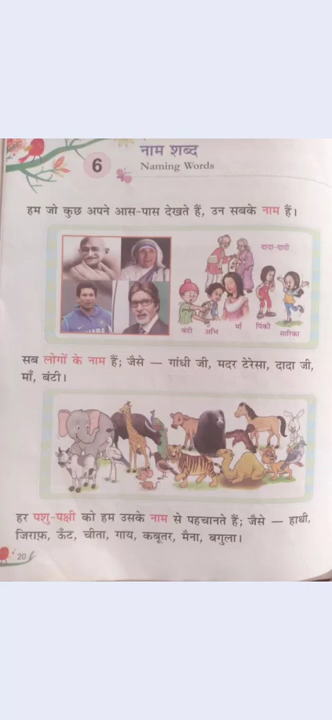 6
नाम शब्द
Naming Words
हम जो कुछ अपने आस-पास देखते हैं, उन सबके नाम हैं।
दादा-दादी
बंटी अभि माँ पिंकी सारिका
सब लोगों के नाम हैं; जैसे — गांधी जी, मदर टेरेसा, दादा जी,
माँ, बंटी।
हर पशु-पक्षी को हम उसके नाम से पहचानते हैं; जैसे — हाथी,
जिराफ़, ऊँट, चीता, गाय, कबूतर, मैना, बगुला।
20